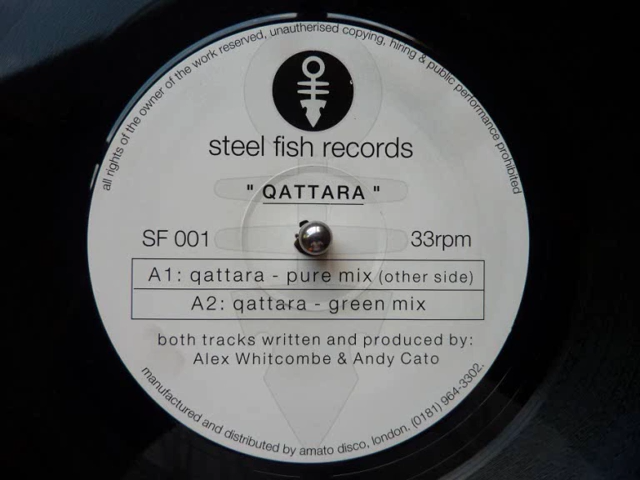 all rights of the owner of the work reserved, unauthorised copying, hiring & public performance prohibited
steel fish records
" QATTARA "
SF 001
33rpm
A1: qattara - pure mix (other side)
A2: qattara - green mix
both tracks written and produced by:
Alex Whitcombe & Andy Cato
manufactured and distributed by amato disco, london. (0181) 964-3302.